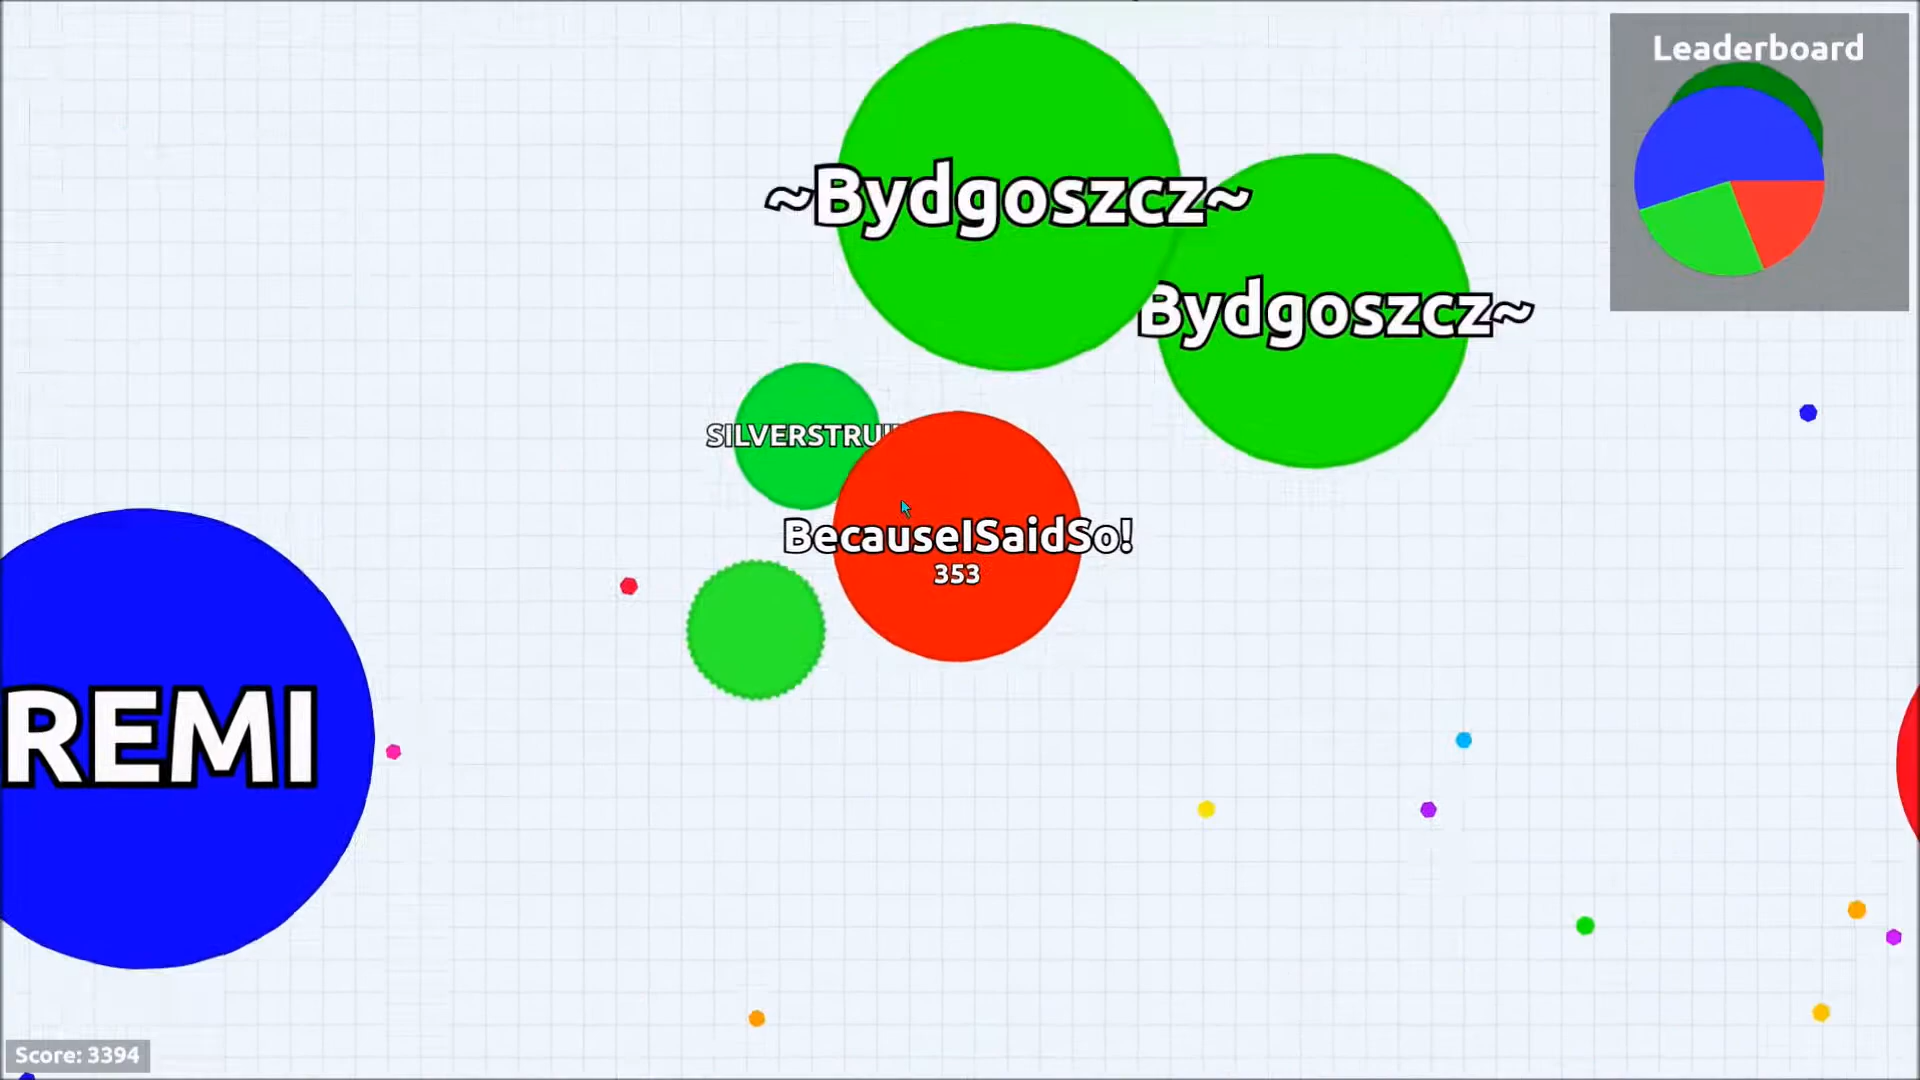 Leaderboard
~Bydgoszcz~
Bydgoszcz~
BecauseISaidSo!
353
REMI
Score: 3394